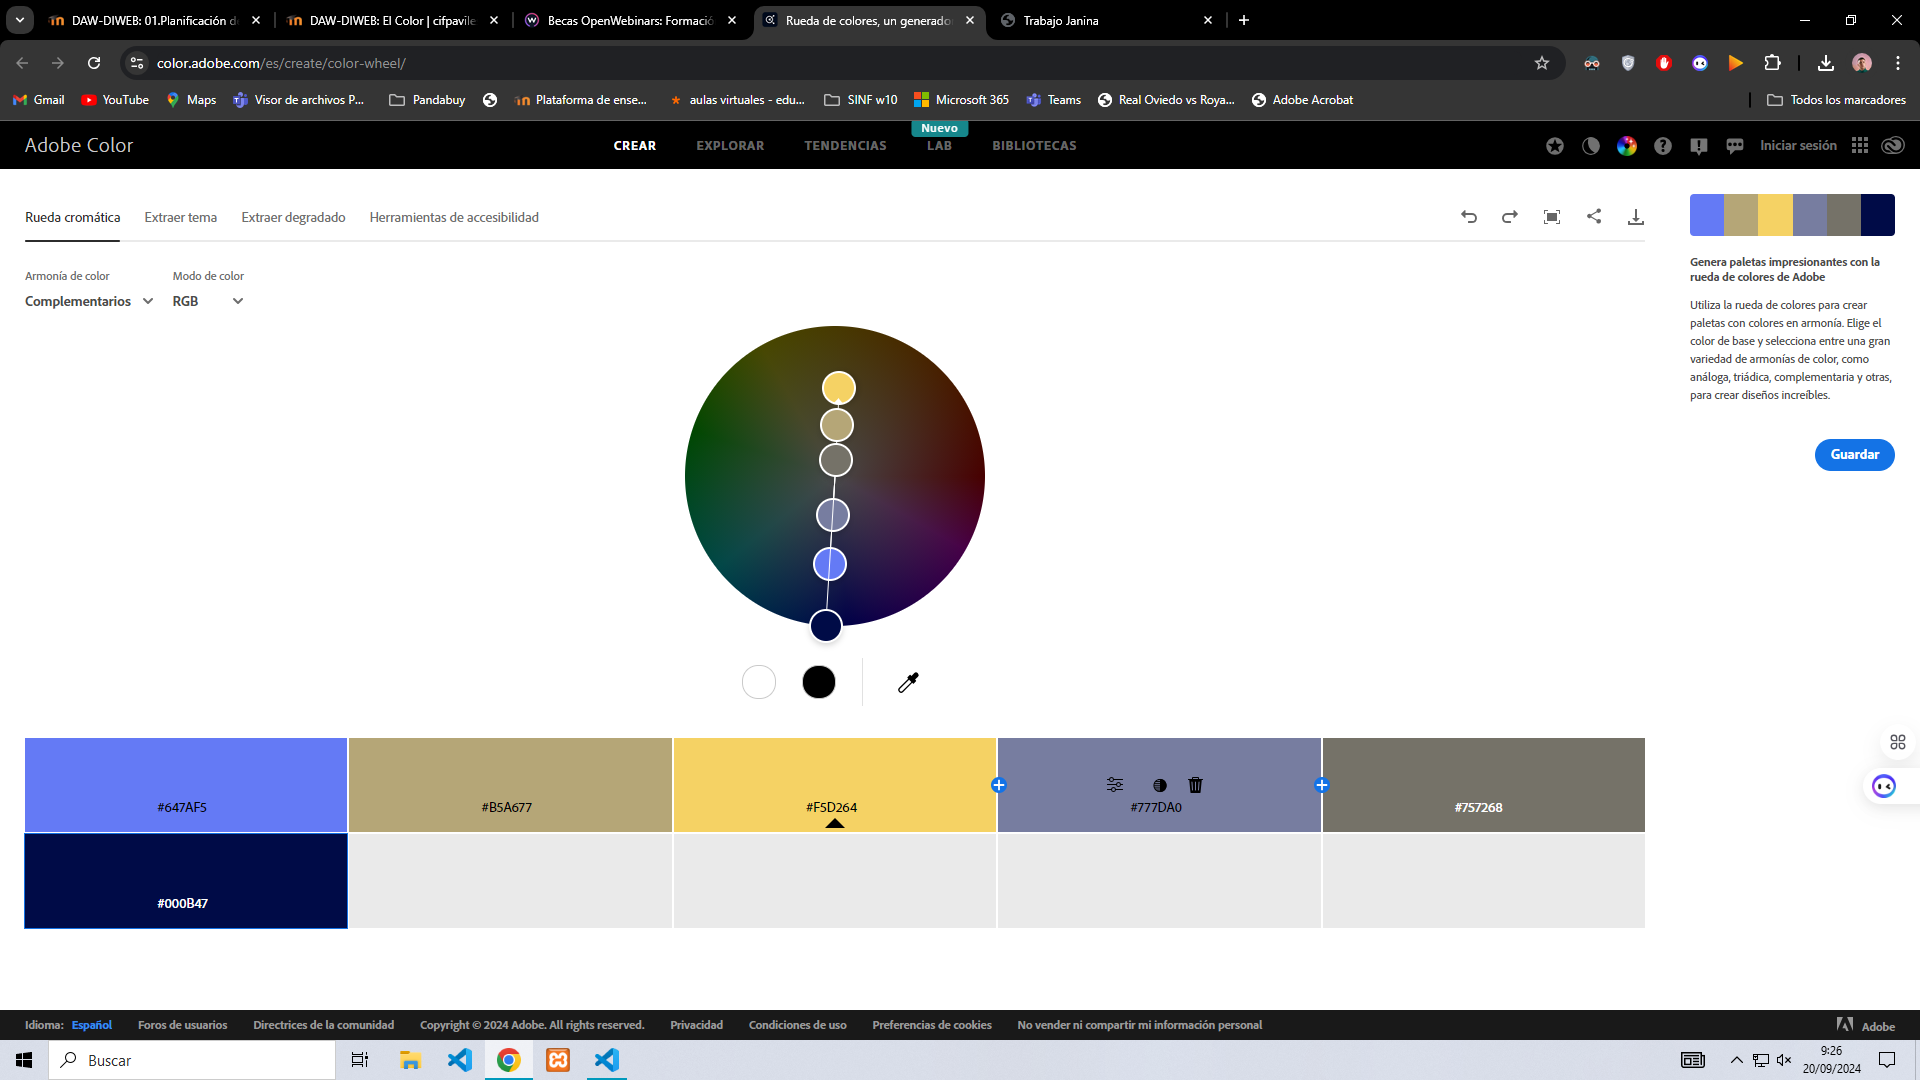 DAW-DIWEB: 01.Planificación d
DAW-DIWEB: El Color | cifpavile
Becas OpenWebinars: Formació
Rueda de colores, un generador
Trabajo Janina
color.adobe.com/es/create/color-wheel/
Gmail
YouTube
Maps
Visor de archivos P...
Pandabuy
Plataforma de ense...
aulas virtuales - edu...
SINF w10
Microsoft 365
Teams
Real Oviedo vs Roya...
Adobe Acrobat
Todos los marcadores
Adobe Color
CREAR
EXPLORAR
TENDENCIAS
Nuevo
LAB
BIBLIOTECAS
Iniciar sesión
Rueda cromática
Extraer tema
Extraer degradado
Herramientas de accesibilidad
Armonía de color
Modo de color
Complementarios
RGB
Genera paletas impresionantes con la
rueda de colores de Adobe
Utiliza la rueda de colores para crear
paletas con colores en armonía. Elige el
color de base y selecciona entre una gran
variedad de armonías de color, como
análoga, triádica, complementaria y otras,
para crear diseños increíbles.
Guardar
#647AF5
#B5A677
#F5D264
#777DA0
#757268
#000B47
Idioma: Español
Foros de usuarios
Directrices de la comunidad
Copyright © 2024 Adobe. All rights reserved.
Privacidad
Condiciones de uso
Preferencias de cookies
No vender ni compartir mi información personal
Adobe
Buscar
9:26
20/09/2024